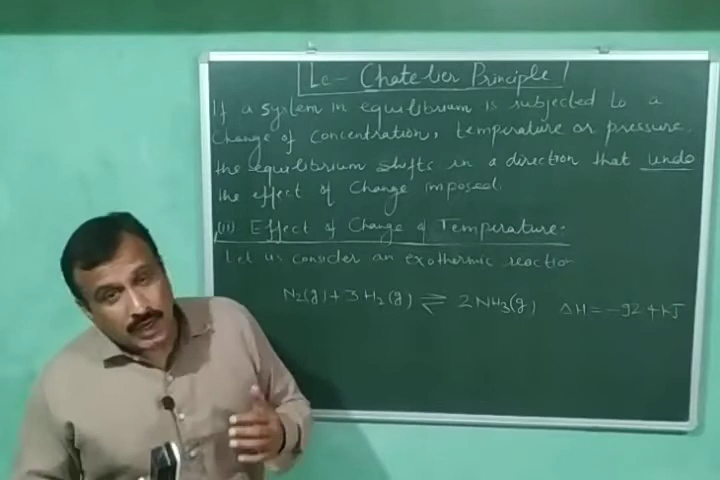 Le-Chatelier Principle
If a system in equilibrium is subjected to a
Change of concentration, temperature or pressure.
the equilibrium shifts in a direction that undo
the effect of Change imposed.
(ii) Effect of Change of Temperature.
Let us consider an exothermic reaction
N₂(g) + 3H₂(g) ⇌ 2NH₃(g) ΔH = -92.4 kJ